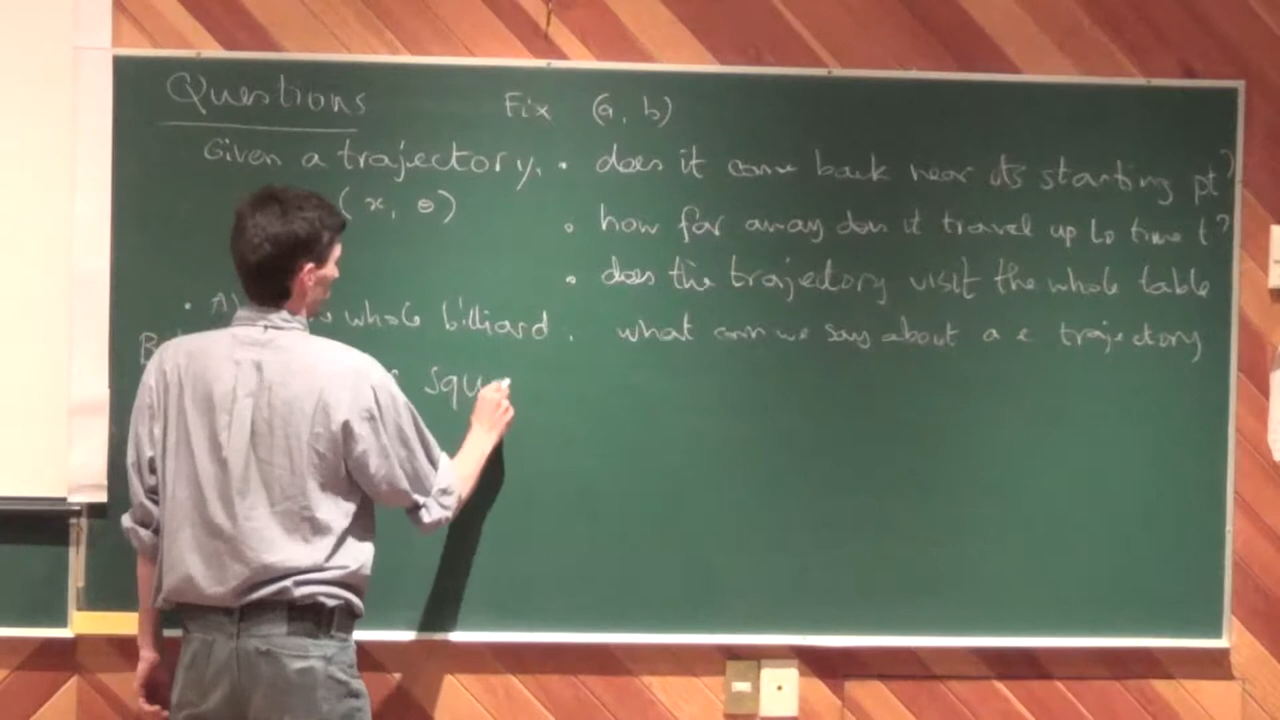 Questions
Fix (a, b)
Given a trajectory, • does it come back near its starting pt?
(x, θ)
• how far away does it travel up to time t?
• does the trajectory visit the whole table
• whole billiard • what can we say about a trajectory
squ